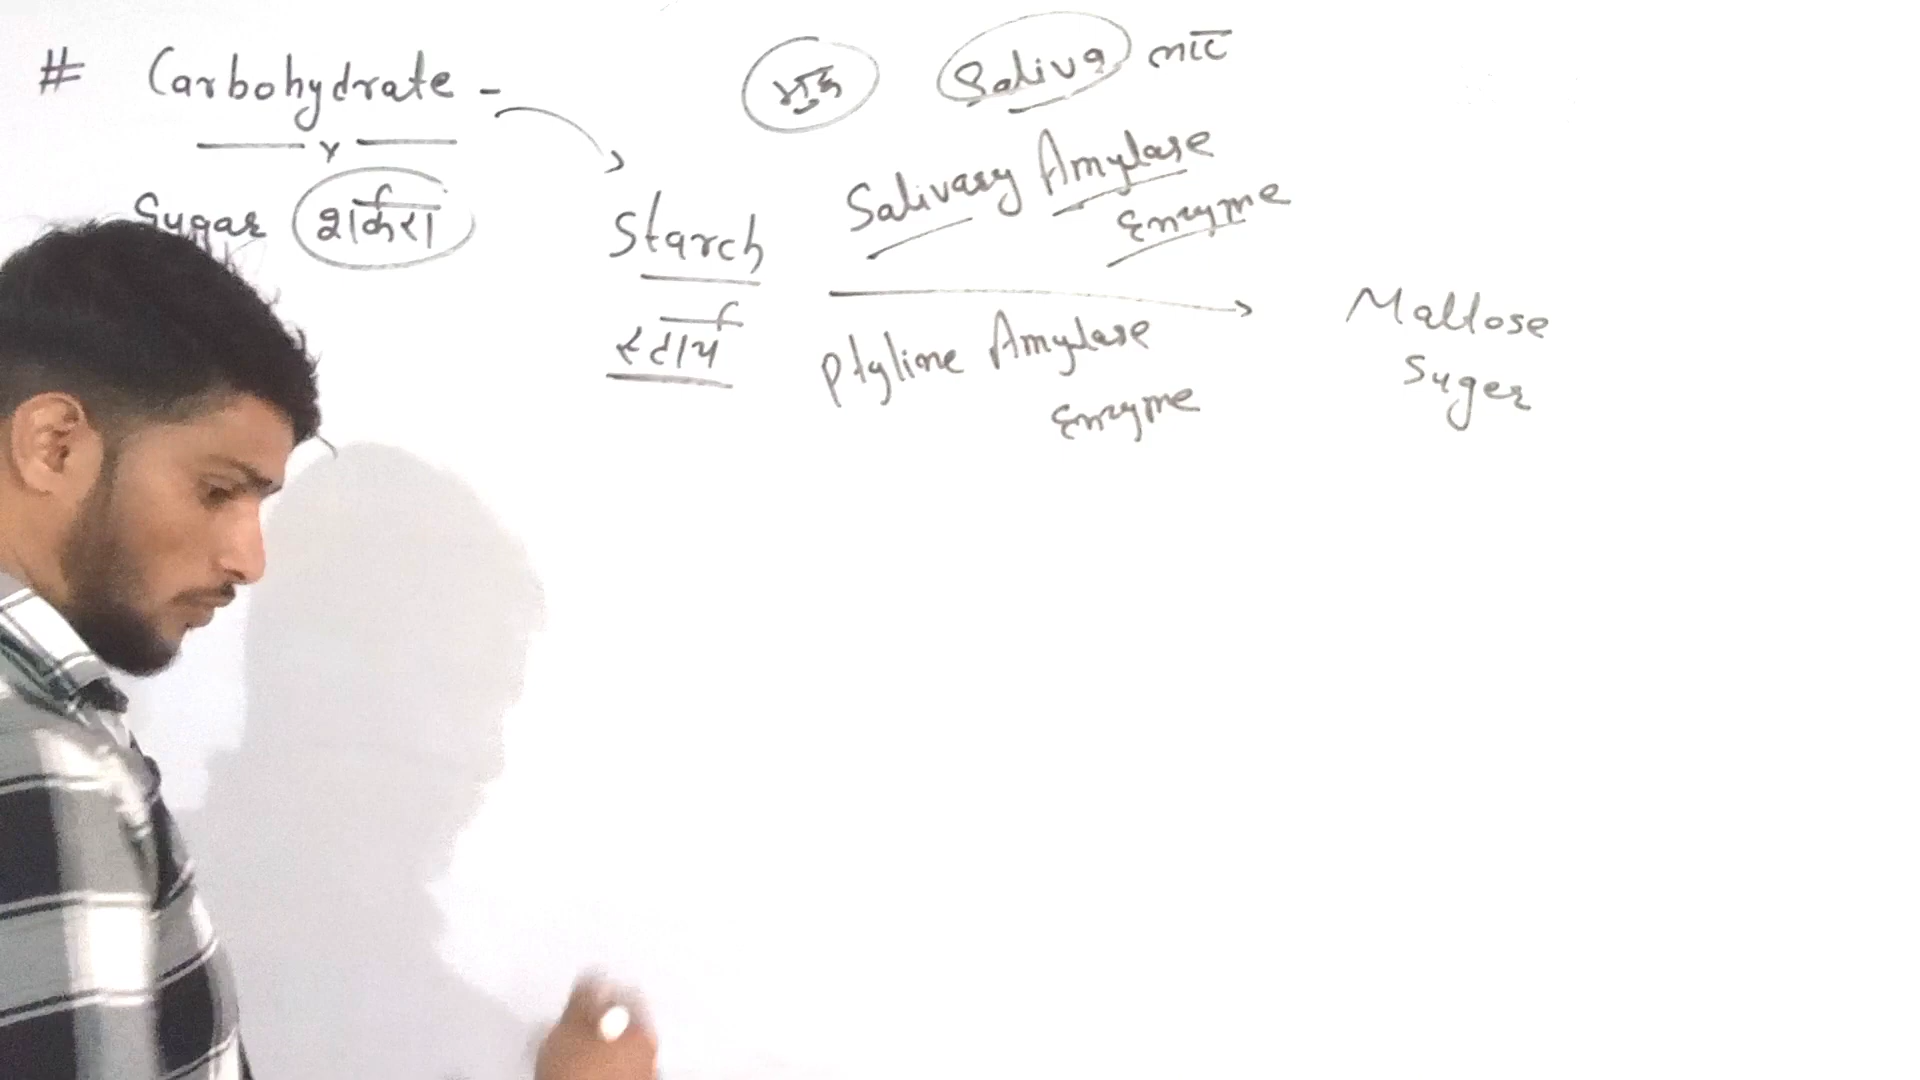 # Carbohydrate -
Sugar शर्करा
Starch
स्टार्च
थूक Saliva लार
Salivary Amylase
Enzyme
Ptyline Amylase
Enzyme
Maltose
Suger